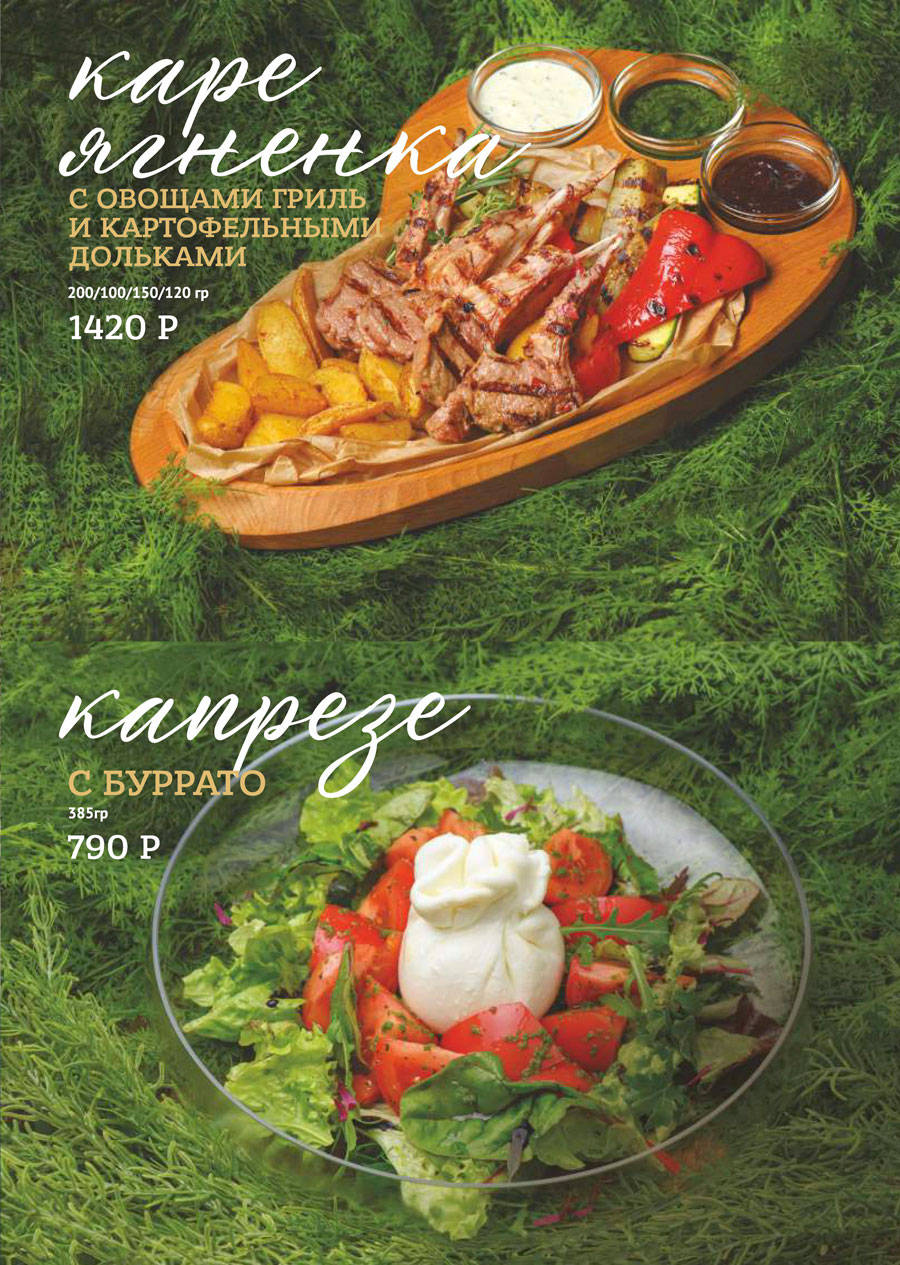 каре
ягненка
С ОВОЩАМИ ГРИЛЬ
И КАРТОФЕЛЬНЫМИ
ДОЛЬКАМИ
200/100/150/120 гр
1420 Р
капрезе
С БУРРАТО
385гр
790 Р